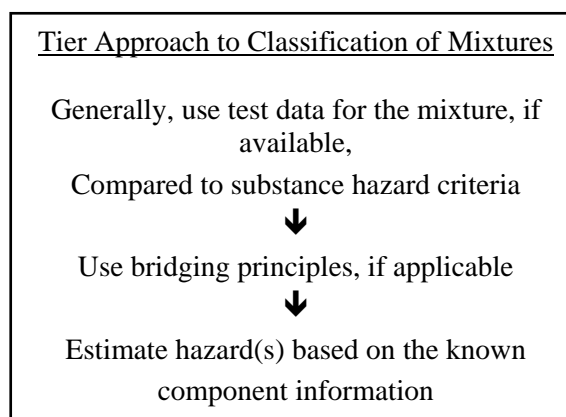 Tier Approach to Classification of Mixtures
Generally, use test data for the mixture, if
available,
Compared to substance hazard criteria
Use bridging principles, if applicable
Estimate hazard(s) based on the known
component information